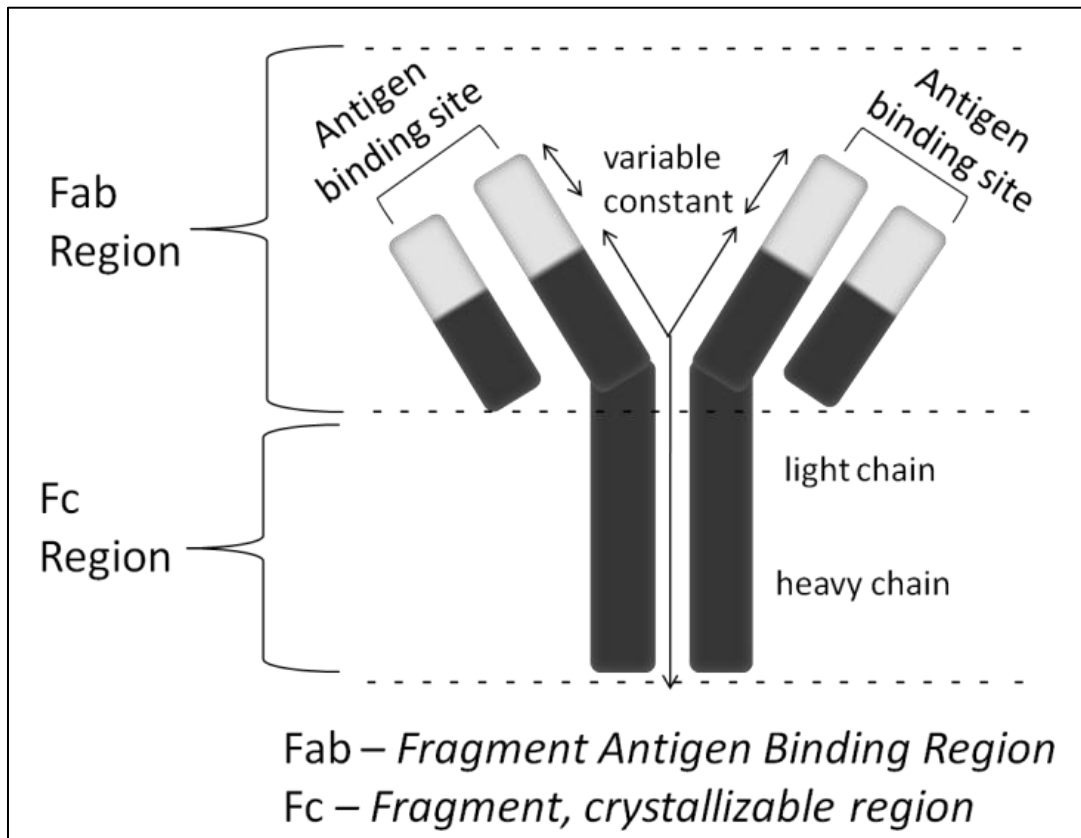 Antigen
binding site
Antigen
binding site
variable
constant
Fab
Region
light chain
Fc
Region
heavy chain
Fab – Fragment Antigen Binding Region
Fc – Fragment, crystallizable region